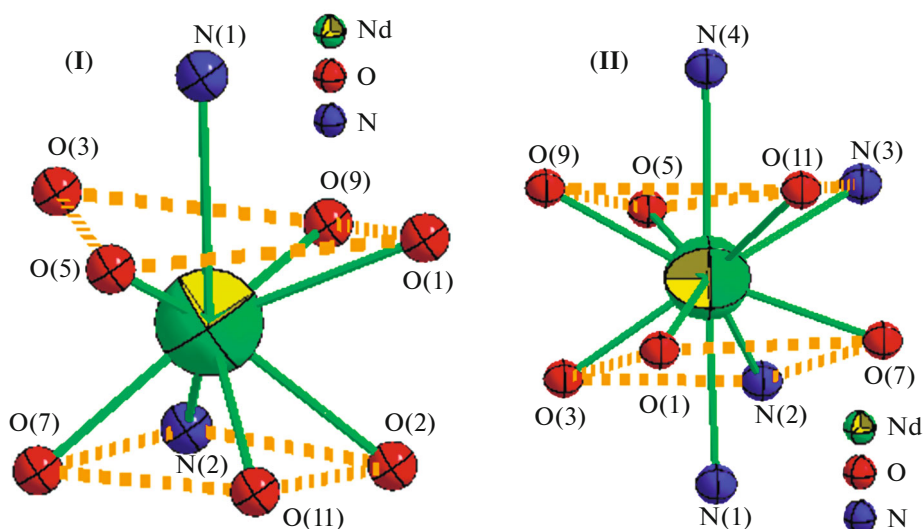 (I)
N(1)
Nd
O
N
O(3)
O(9)
O(5)
O(1)
O(7)
N(2)
O(2)
O(11)
(II)
N(4)
O(9)
O(5)
O(11)
N(3)
O(3)
O(1)
N(2)
O(7)
N(1)
Nd
O
N